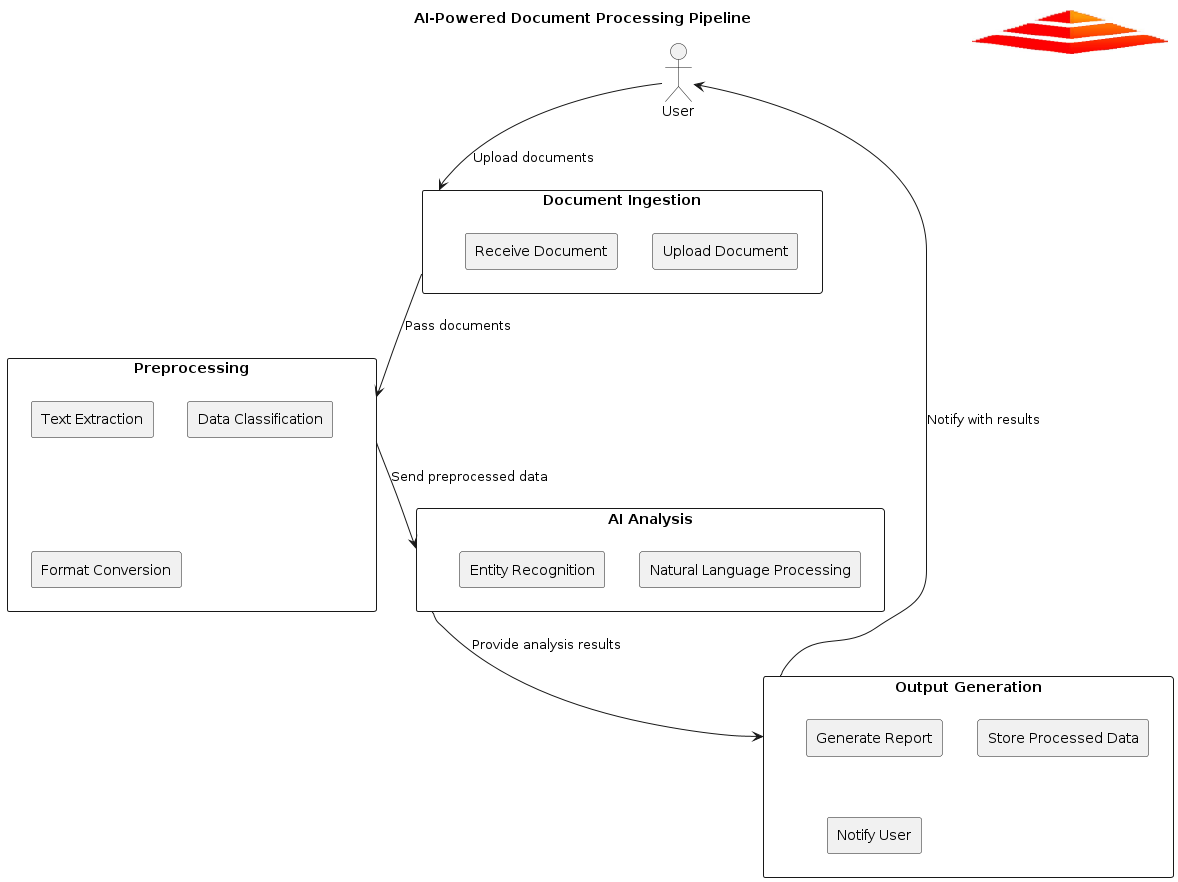 AI-Powered Document Processing Pipeline
User
Upload documents
Document Ingestion
Receive Document
Upload Document
Pass documents
Preprocessing
Text Extraction
Data Classification
Format Conversion
Notify with results
Send preprocessed data
AI Analysis
Entity Recognition
Natural Language Processing
Provide analysis results
Output Generation
Generate Report
Store Processed Data
Notify User